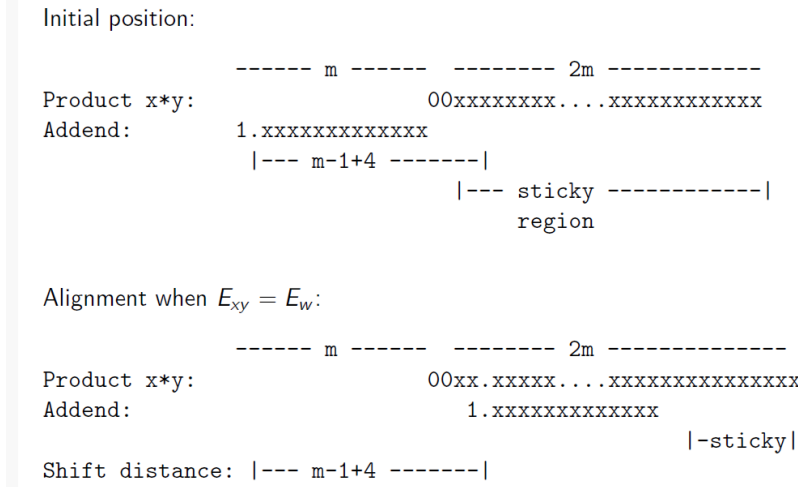 Initial position:
------ m ------ -------- 2m ------------
Product x*y: 00xxxxxxxx....xxxxxxxxxxxx
Addend: 1.xxxxxxxxxxxxx
|--- m-1+4 -------|
|--- sticky ------------|
region
Alignment when Exy = Ew:
------ m ------ -------- 2m --------------
Product x*y: 00xx.xxxxx....xxxxxxxxxxxxxxx
Addend: 1.xxxxxxxxxxxxx
|-sticky|
Shift distance: |--- m-1+4 -------|